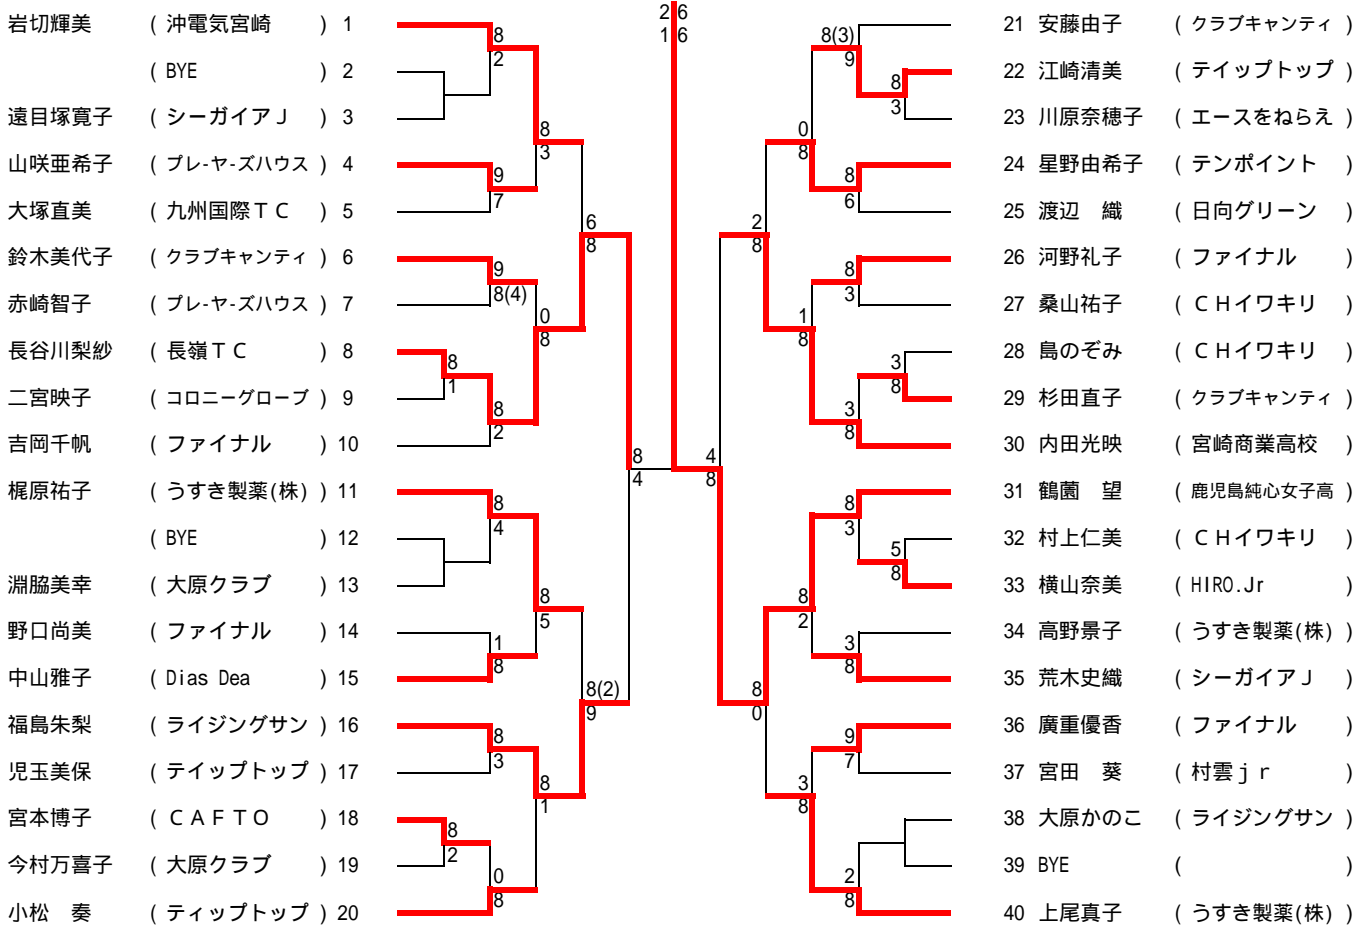 岩切輝美 ( 沖電気宮崎 ) 1
( BYE ) 2
遠目塚寛子 ( シーガイアJ ) 3
山咲亜希子 ( プレ-ヤ-ズハウス ) 4
大塚直美 ( 九州国際TC ) 5
鈴木美代子 ( クラブキャンティ ) 6
赤崎智子 ( プレ-ヤ-ズハウス ) 7
長谷川梨紗 ( 長嶺TC ) 8
二宮映子 ( コロニーグローブ ) 9
吉岡千帆 ( ファイナル ) 10
梶原祐子 ( うすき製薬(株) ) 11
( BYE ) 12
淵脇美幸 ( 大原クラブ ) 13
野口尚美 ( ファイナル ) 14
中山雅子 ( Dias Dea ) 15
福島朱梨 ( ライジングサン ) 16
児玉美保 ( テイップトップ ) 17
宮本博子 ( CAFTO ) 18
今村万喜子 ( 大原クラブ ) 19
小松 奏 ( ティップトップ ) 20
8
2
9
7
9
8(4)
8
1
8
2
8
4
1
8
8
3
8
2
0
8
8
3
0
8
8
5
8
1
6
8
8(2)
9
8
4
2 6
1 6
4
8
2
8
8
0
0
8
1
8
8
2
3
8
8(3)
9
8
3
8
6
8
3
3
8
3
8
8
3
5
8
3
8
9
7
2
8
21 安藤由子 ( クラブキャンティ )
22 江崎清美 ( テイップトップ )
23 川原奈穂子 ( エースをねらえ )
24 星野由希子 ( テンポイント )
25 渡辺 織 ( 日向グリーン )
26 河野礼子 ( ファイナル )
27 桑山祐子 ( CHイワキリ )
28 島のぞみ ( CHイワキリ )
29 杉田直子 ( クラブキャンティ )
30 内田光映 ( 宮崎商業高校 )
31 鶴薗 望 ( 鹿児島純心女子高 )
32 村上仁美 ( CHイワキリ )
33 横山奈美 ( HIRO.Jr )
34 高野景子 ( うすき製薬(株) )
35 荒木史織 ( シーガイアJ )
36 廣重優香 ( ファイナル )
37 宮田 葵 ( 村雲jr )
38 大原かのこ ( ライジングサン )
39 BYE ( )
40 上尾真子 ( うすき製薬(株) )